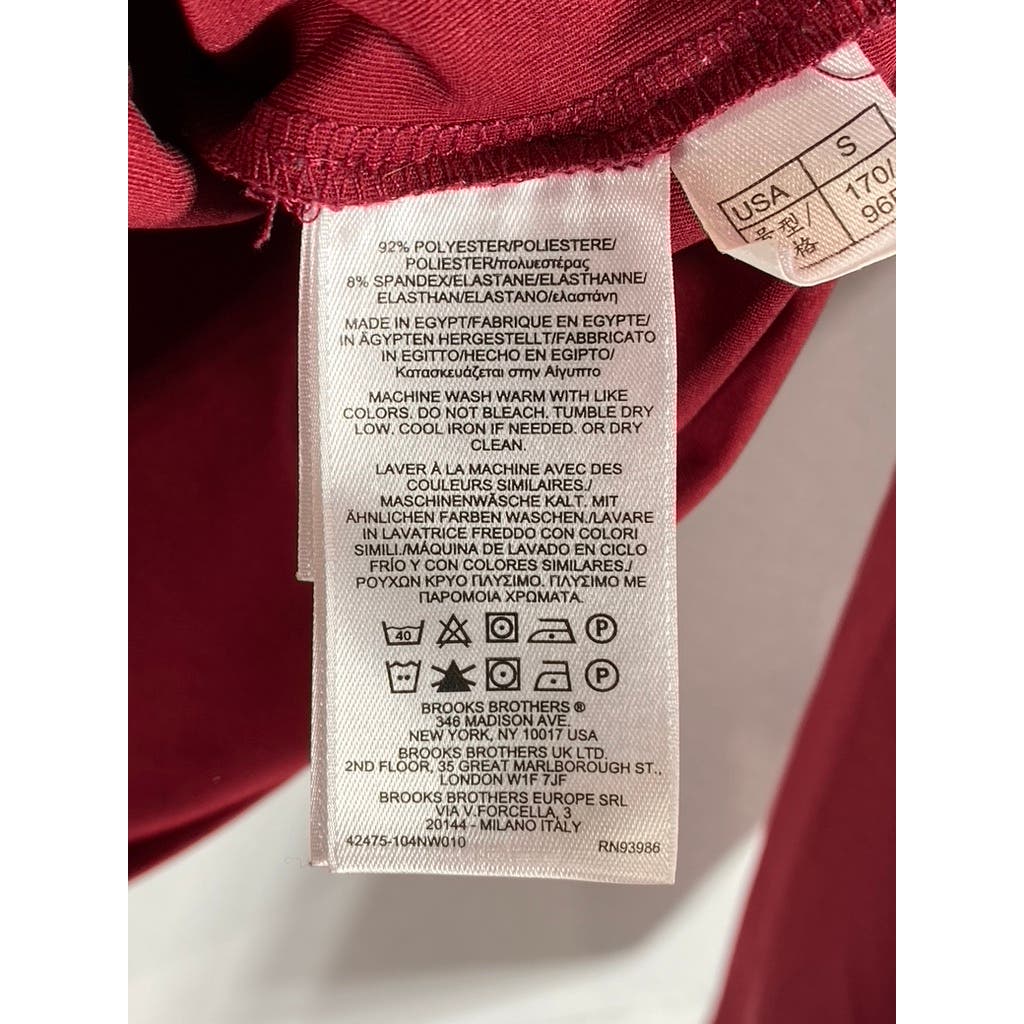 92% POLYESTER/POLIESTERE/
POLIESTER/πολυεστέρας
8% SPANDEX/ELASTANE/ELASTHANNE/
ELASTHAN/ELASTANO/ελαστάνη
MADE IN EGYPT/FABRIQUE EN EGYPTE/
IN ÄGYPTEN HERGESTELLT/FABBRICATO
IN EGITTO/HECHO EN EGIPTO/
Κατασκευάζεται στην Αίγυπτο
MACHINE WASH WARM WITH LIKE
COLORS. DO NOT BLEACH. TUMBLE DRY
LOW. COOL IRON IF NEEDED. OR DRY
CLEAN.
LAVER À LA MACHINE AVEC DES
COULEURS SIMILAIRES./
MASCHINENWÄSCHE KALT. MIT
ÄHNLICHEN FARBEN WASCHEN./LAVARE
IN LAVATRICE FREDDO CON COLORI
SIMILI./MÁQUINA DE LAVADO EN CICLO
FRÍO Y CON COLORES SIMILARES./
ΡΟΥΧΩΝ ΚΡΥΟ ΠΛΥΣΙΜΟ. ΠΛΥΣΙΜΟ ΜΕ
ΠΑΡΟΜΟΙΑ ΧΡΩΜΑΤΑ.
40 P
P
BROOKS BROTHERS ®
346 MADISON AVE.
NEW YORK, NY 10017 USA
BROOKS BROTHERS UK LTD.
2ND FLOOR, 35 GREAT MARLBOROUGH ST.,
LONDON W1F 7JF
BROOKS BROTHERS EUROPE SRL
VIA V.FORCELLA, 3
20144 - MILANO ITALY
42475-104NW010 RN93986
USA S
号型/ 170/
格 96